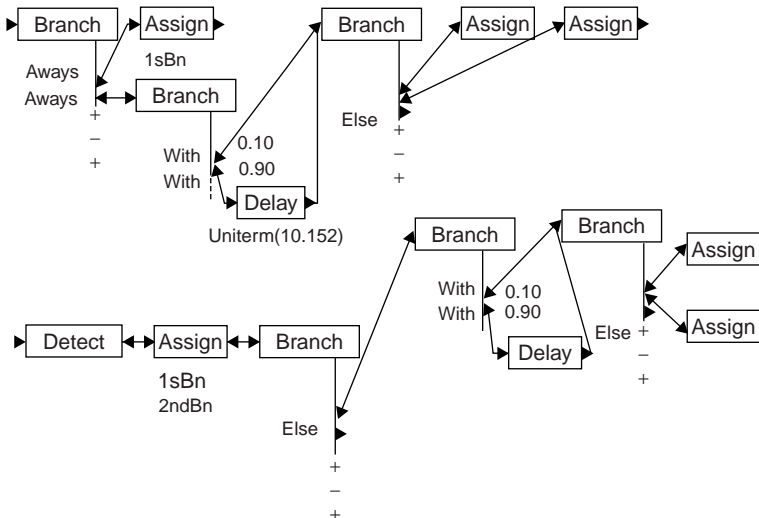 Branch Assign Branch Assign Assign
1sBn
Aways
Aways Branch
+
–
+
Else
+
-
+
With 0.10
With 0.90
Delay
Uniterm(10.152)
Branch Branch
Assign
With 0.10
With 0.90
Else
Assign
+
-
+
Delay
Detect Assign Branch
1sBn
2ndBn
Else
+
-
+